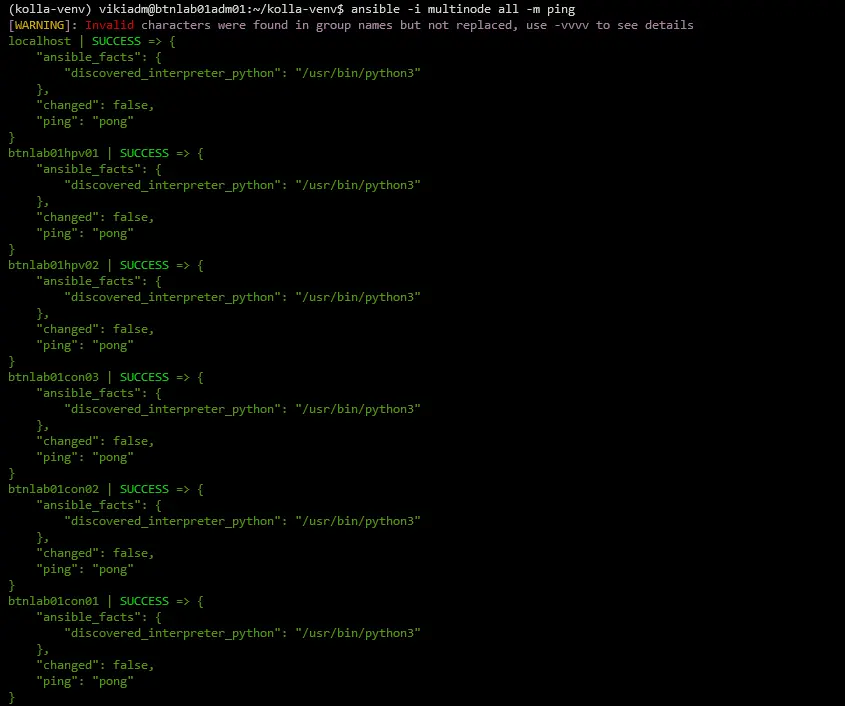 (kolla-venv) vikiadm@btnlab01adm01:~/kolla-venv$ ansible -i multinode all -m ping
[WARNING]: Invalid characters were found in group names but not replaced, use -vvvv to see details
localhost | SUCCESS => {
    "ansible_facts": {
        "discovered_interpreter_python": "/usr/bin/python3"
    },
    "changed": false,
    "ping": "pong"
}
btnlab01hpv01 | SUCCESS => {
    "ansible_facts": {
        "discovered_interpreter_python": "/usr/bin/python3"
    },
    "changed": false,
    "ping": "pong"
}
btnlab01hpv02 | SUCCESS => {
    "ansible_facts": {
        "discovered_interpreter_python": "/usr/bin/python3"
    },
    "changed": false,
    "ping": "pong"
}
btnlab01con03 | SUCCESS => {
    "ansible_facts": {
        "discovered_interpreter_python": "/usr/bin/python3"
    },
    "changed": false,
    "ping": "pong"
}
btnlab01con02 | SUCCESS => {
    "ansible_facts": {
        "discovered_interpreter_python": "/usr/bin/python3"
    },
    "changed": false,
    "ping": "pong"
}
btnlab01con01 | SUCCESS => {
    "ansible_facts": {
        "discovered_interpreter_python": "/usr/bin/python3"
    },
    "changed": false,
    "ping": "pong"
}